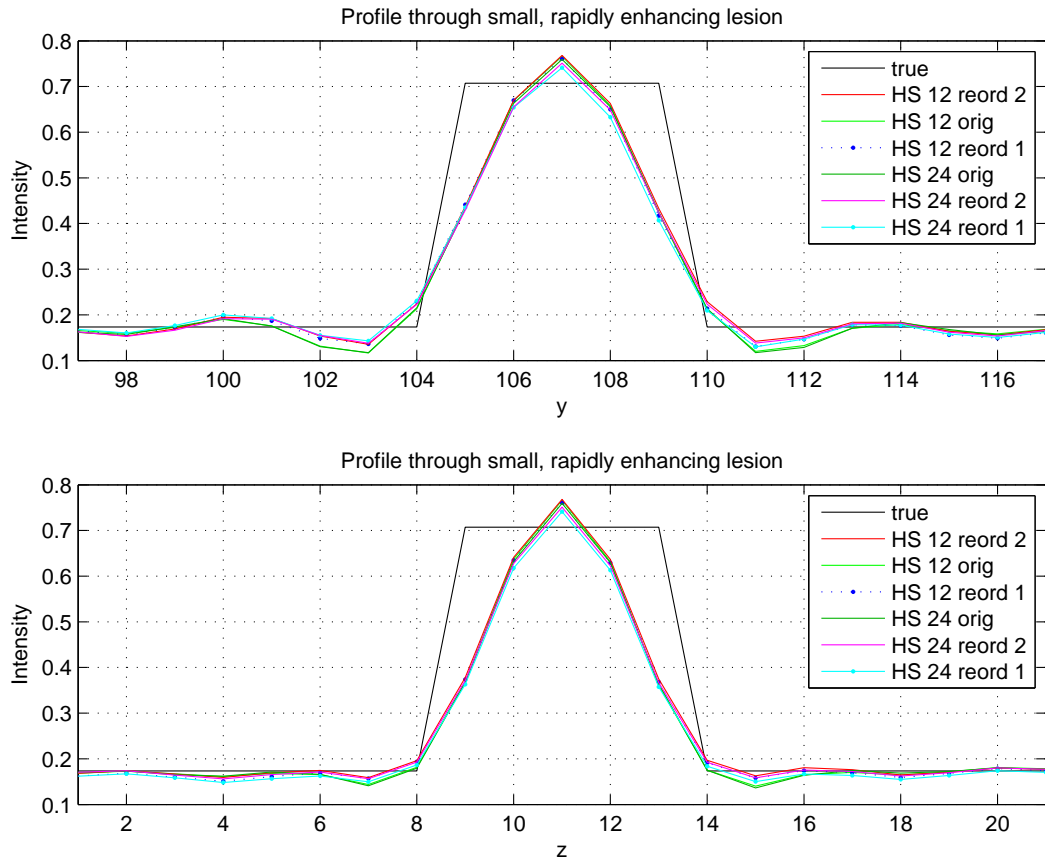 Profile through small, rapidly enhancing lesion
0.8
0.7
0.6
0.5
0.4
0.3
0.2
0.1
Intensity
98 100 102 104 106 108 110 112 114 116
y
true
HS 12 reord 2
HS 12 orig
HS 12 reord 1
HS 24 orig
HS 24 reord 2
HS 24 reord 1
Profile through small, rapidly enhancing lesion
0.8
0.7
0.6
0.5
0.4
0.3
0.2
0.1
Intensity
2 4 6 8 10 12 14 16 18 20
z
true
HS 12 reord 2
HS 12 orig
HS 12 reord 1
HS 24 orig
HS 24 reord 2
HS 24 reord 1